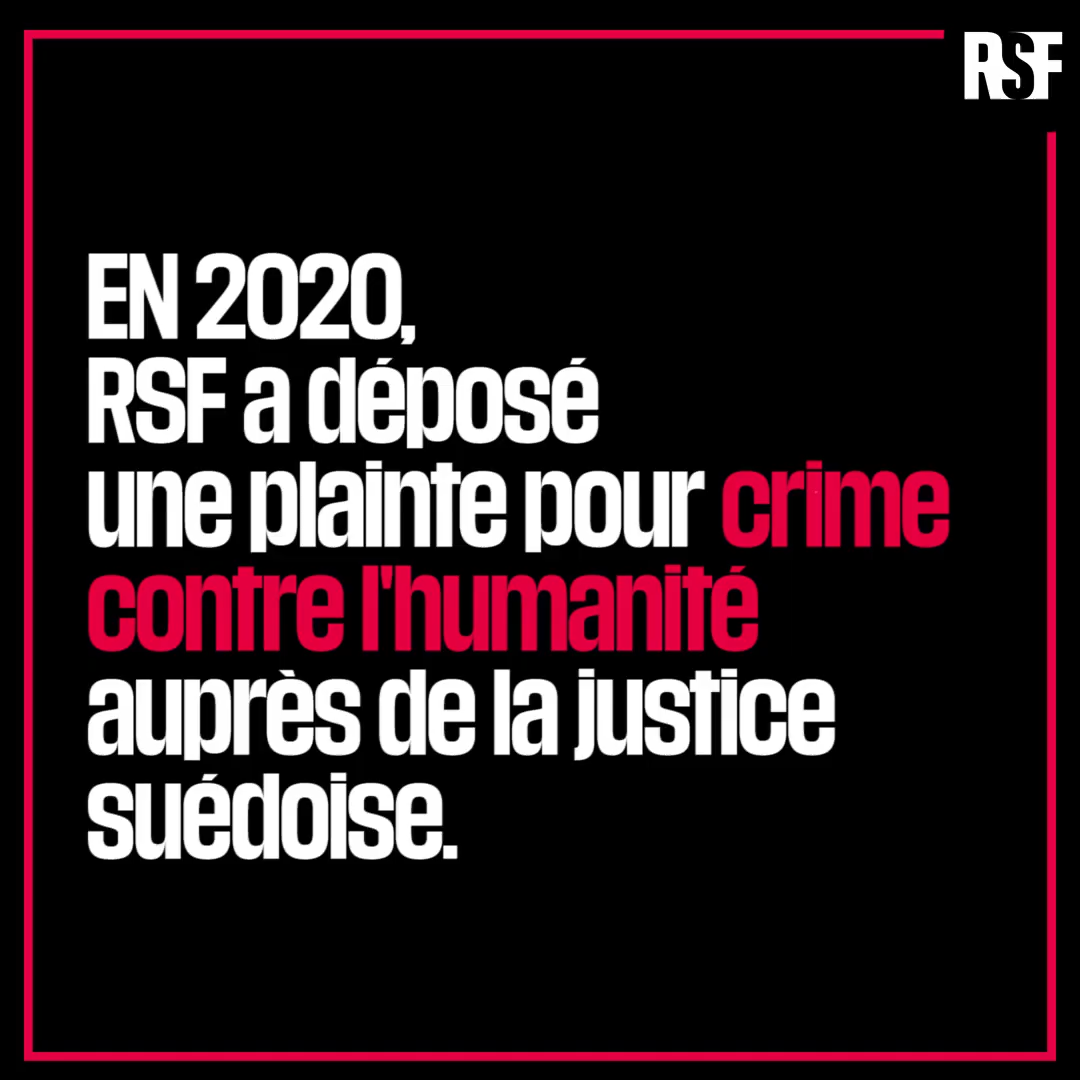 RSF
EN 2020,
RSF a déposé
une plainte pour crime
contre l'humanité
auprès de la justice
suédoise.